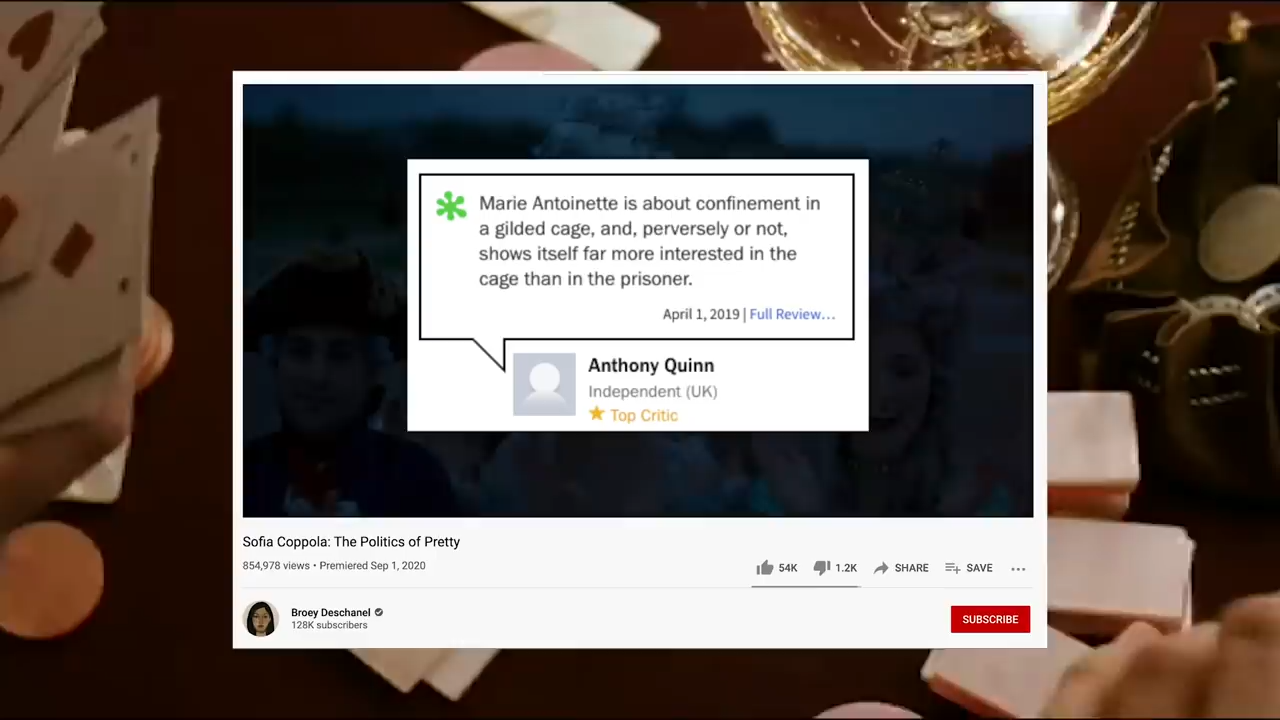 Marie Antoinette is about confinement in
a gilded cage, and, perversely or not,
shows itself far more interested in the
cage than in the prisoner.
April 1, 2019 | Full Review...
Anthony Quinn
Independent (UK)
Top Critic
Sofia Coppola: The Politics of Pretty
854,978 views • Premiered Sep 1, 2020
54K 1.2K SHARE SAVE
Broey Deschanel
128K subscribers
SUBSCRIBE